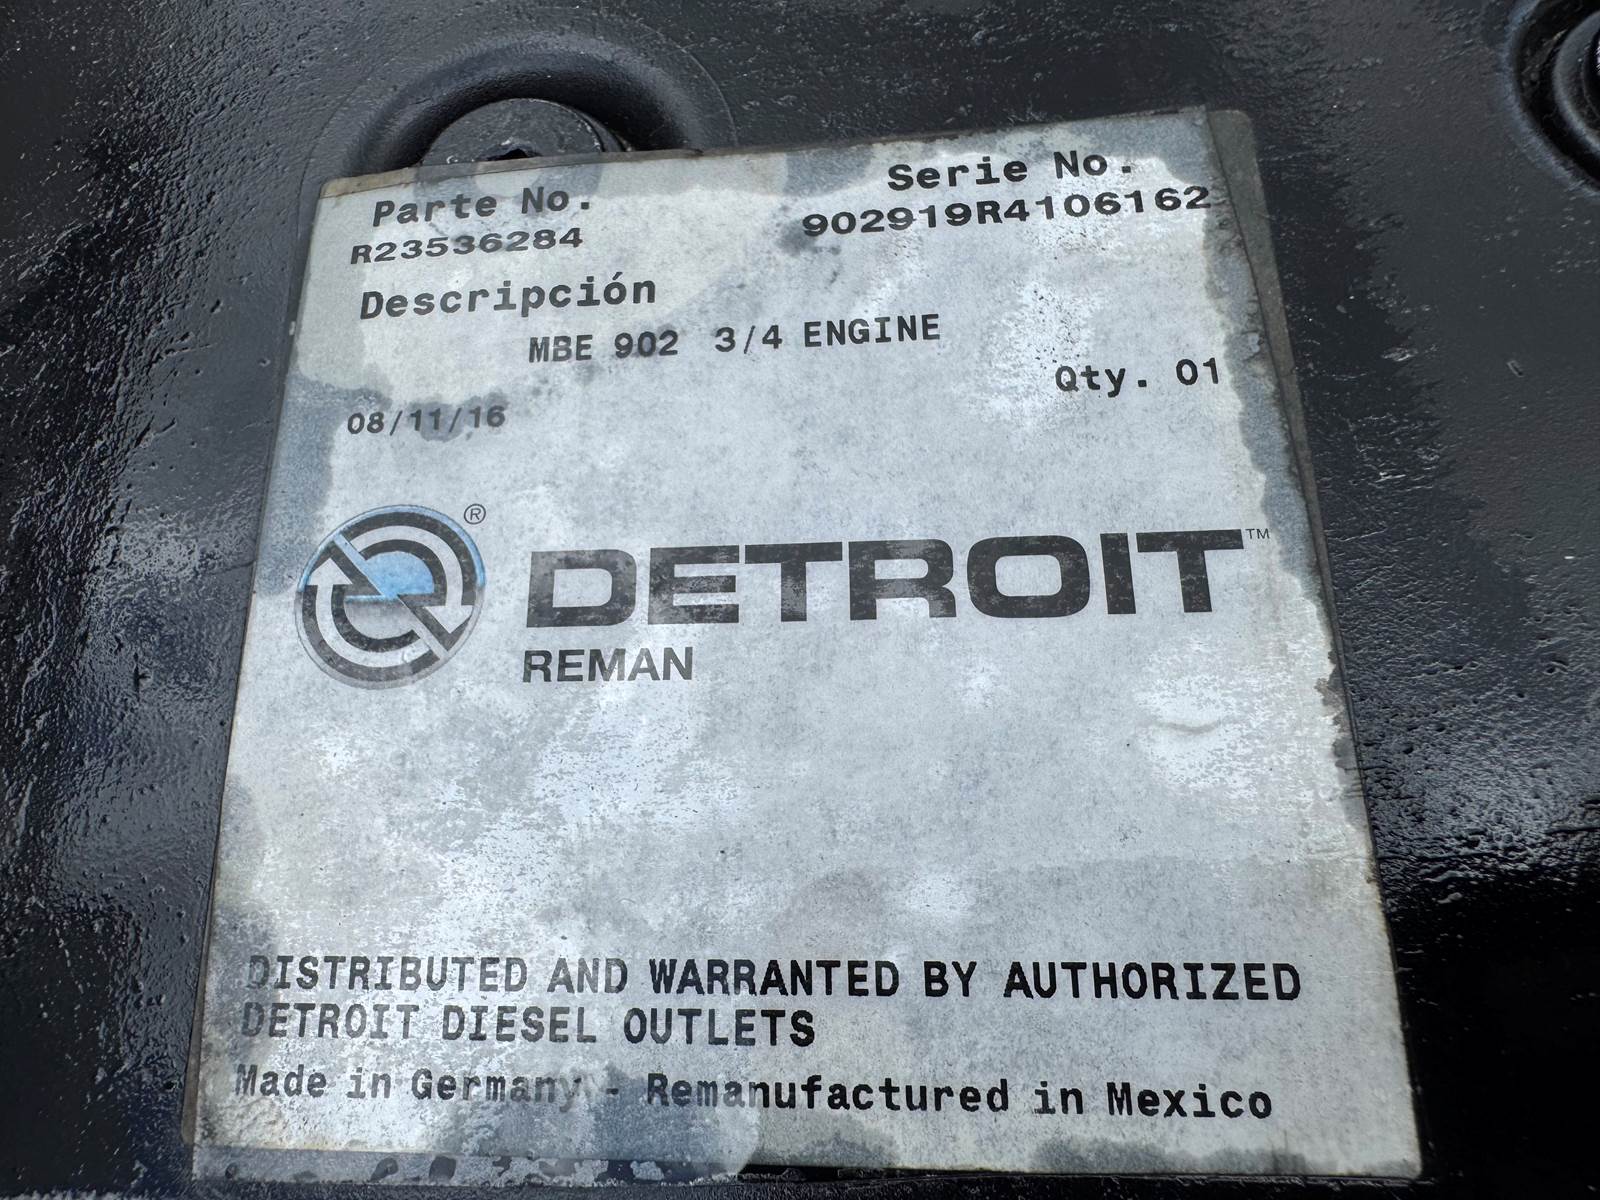 Parte No.
Serie No.
R23536284
902919R4106162
Descripción
MBE 902 3/4 ENGINE
Qty. 01
08/11/16
®
DETROIT™
REMAN
DISTRIBUTED AND WARRANTED BY AUTHORIZED
DETROIT DIESEL OUTLETS
Made in Germany - Remanufactured in Mexico